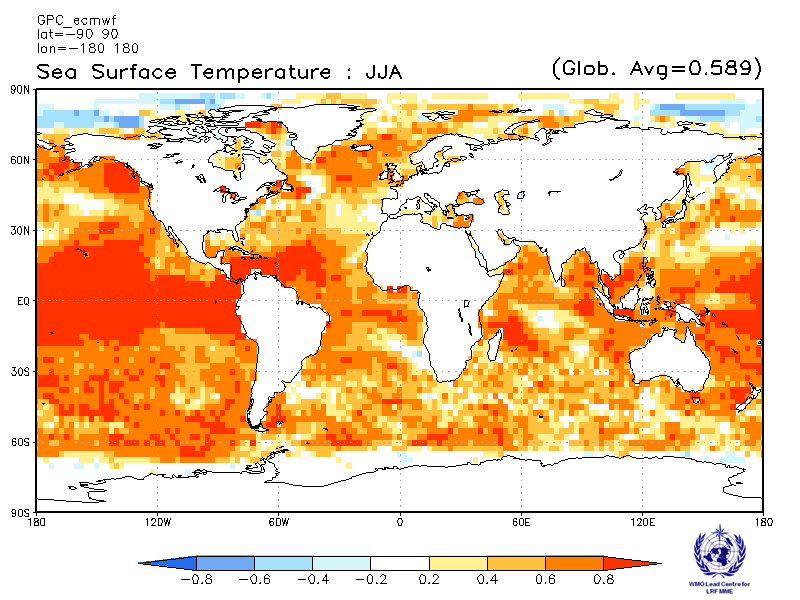 GPC_ecmwf
lat=-90 90
lon=-180 180
Sea Surface Temperature : JJA (Glob. Avg=0.589)
90N
60N
30N
EQ
30S
60S
90S
180 120W 60W 0 60E 120E 180
-0.8 -0.6 -0.4 -0.2 0.2 0.4 0.6 0.8
WMO Lead Centre for
LRF MME